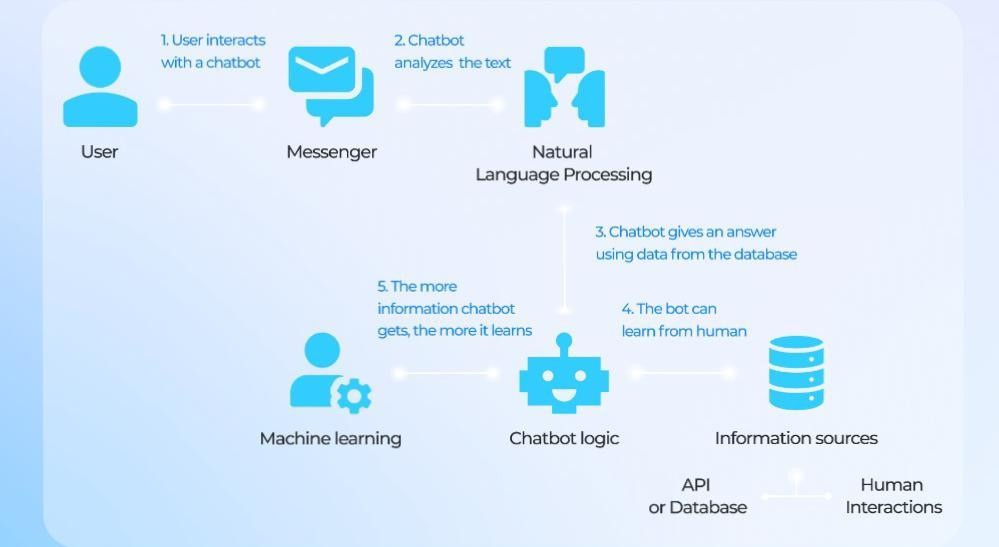 1. User interacts
with a chatbot
2. Chatbot
analyzes the text
User
Messenger
Natural
Language Processing
3. Chatbot gives an answer
using data from the database
5. The more
information chatbot
gets, the more it learns
4. The bot can
learn from human
Machine learning
Chatbot logic
Information sources
API
or Database
Human
Interactions